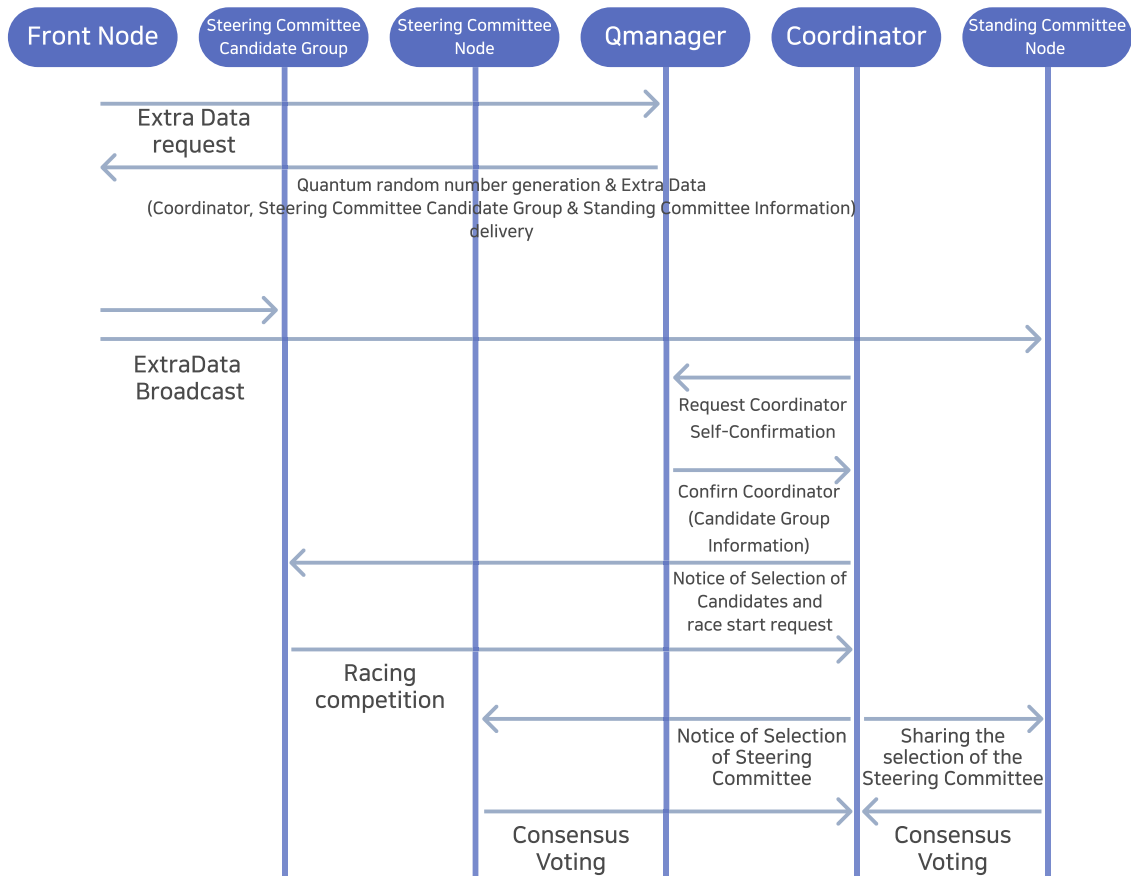 Front Node
Steering Committee
Candidate Group
Steering Committee
Node
Qmanager
Coordinator
Standing Committee
Node
Extra Data
request
Quantum random number generation & Extra Data
(Coordinator, Steering Committee Candidate Group & Standing Committee Information)
delivery
ExtraData
Broadcast
Request Coordinator
Self-Confirmation
Confirn Coordinator
(Candidate Group
Information)
Notice of Selection of
Candidates and
race start request
Racing
competition
Notice of Selection
of Steering
Committee
Sharing the
selection of the
Steering Committee
Consensus
Voting
Consensus
Voting